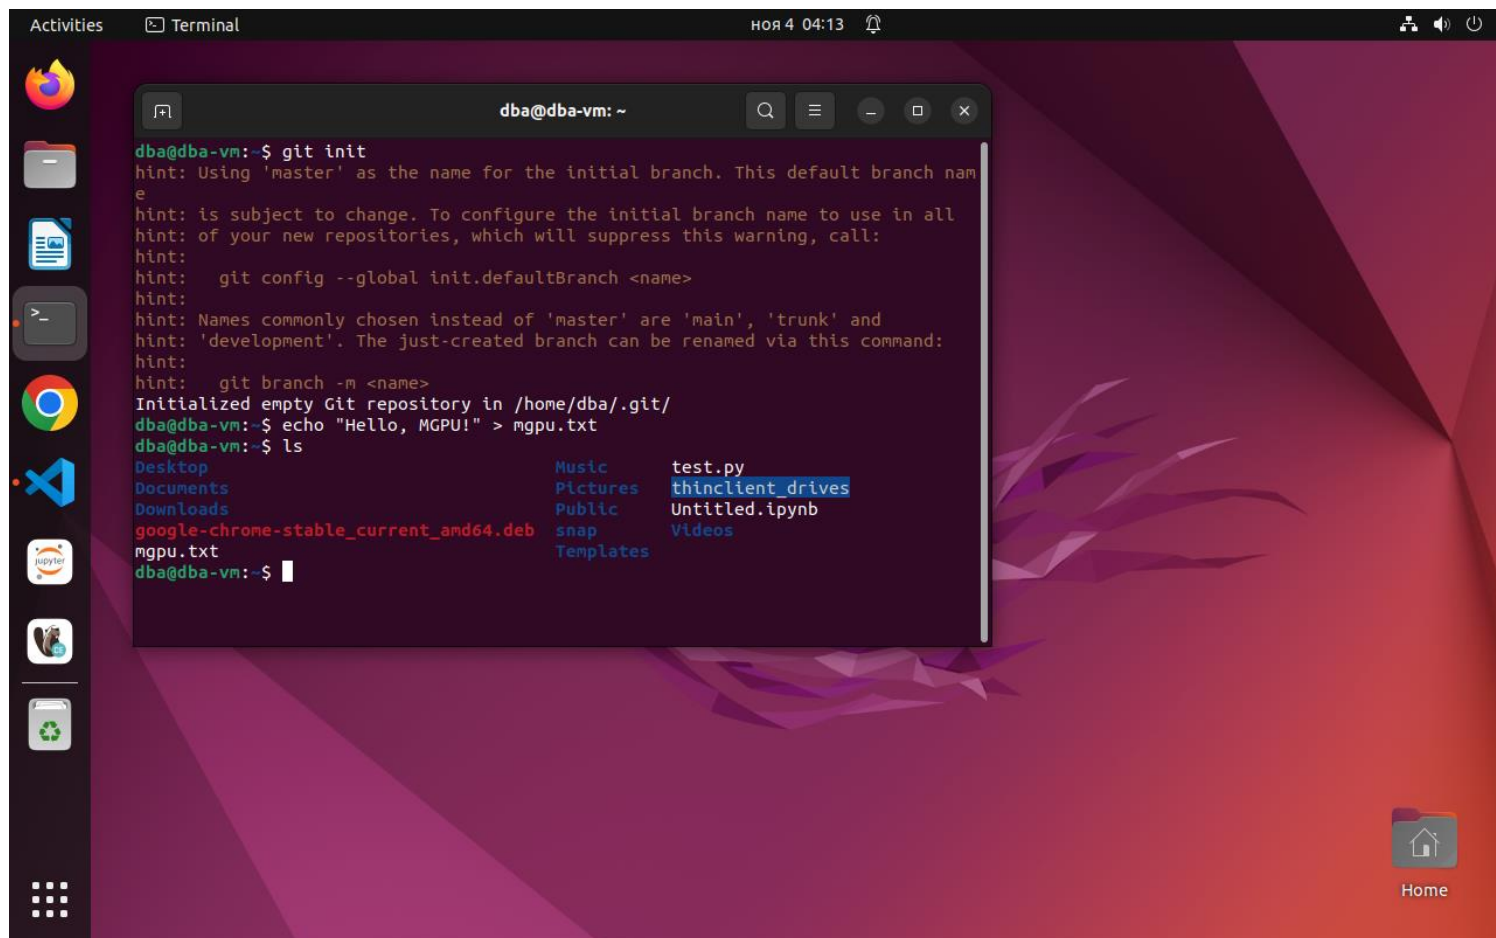 Activities Terminal ноя 4 04:13
dba@dba-vm: ~
dba@dba-vm:~$ git init
hint: Using 'master' as the name for the initial branch. This default branch nam
e
hint: is subject to change. To configure the initial branch name to use in all
hint: of your new repositories, which will suppress this warning, call:
hint:
hint:   git config --global init.defaultBranch <name>
hint:
hint: Names commonly chosen instead of 'master' are 'main', 'trunk' and
hint: 'development'. The just-created branch can be renamed via this command:
hint:
hint:   git branch -m <name>
Initialized empty Git repository in /home/dba/.git/
dba@dba-vm:~$ echo "Hello, MGPU!" > mgpu.txt
dba@dba-vm:~$ ls
Desktop Music test.py
Documents Pictures thinclient_drives
Downloads Public Untitled.ipynb
google-chrome-stable_current_amd64.deb snap Videos
mgpu.txt Templates
dba@dba-vm:~$
>_
jupyter
CE
Home